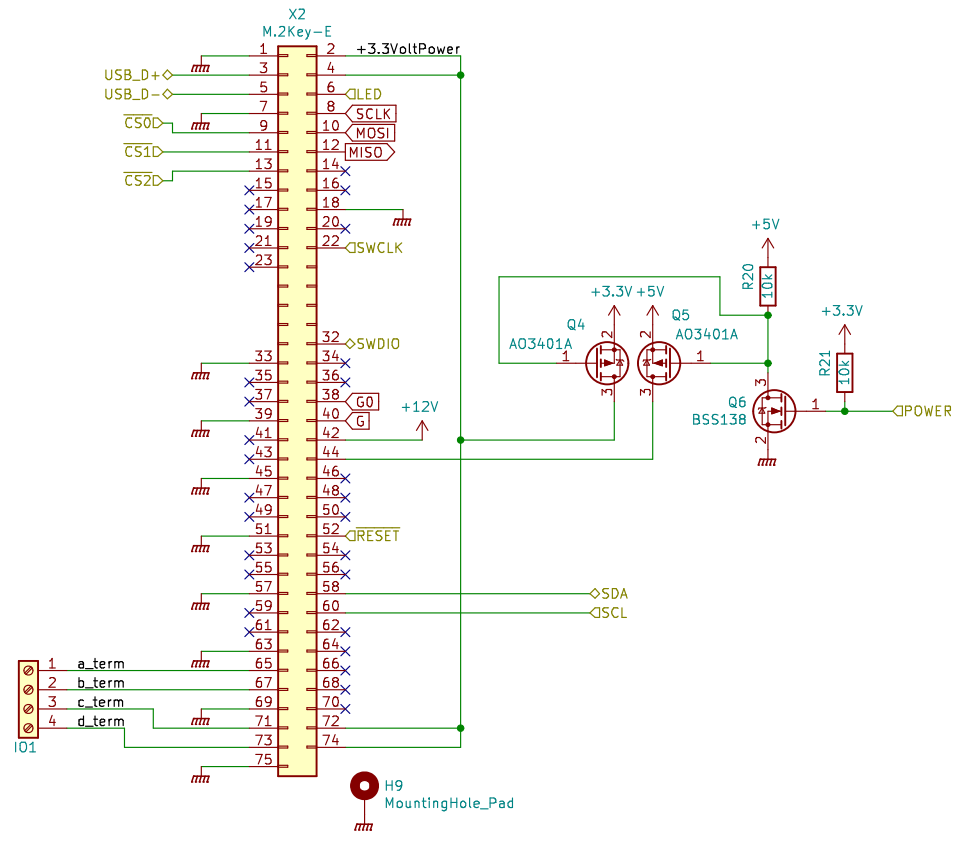 X2
M.2Key-E
1
2
+3.3VoltPower
USB_D+
3
4
USB_D-
5
6
LED
7
8
SCLK
CS0
9
10
MOSI
CS1
11
12
MISO
CS2
13
14
15
16
17
18
19
20
21
22
SWCLK
23
32
SWDIO
33
34
35
36
37
38
G0
39
40
G
+12V
41
42
43
44
45
46
47
48
49
50
51
52
RESET
53
54
55
56
57
58
SDA
59
60
SCL
61
62
63
64
1
a_term
65
66
2
b_term
67
68
3
c_term
69
70
4
d_term
71
72
IO1
73
74
75
H9
MountingHole_Pad
+5V
R20
10k
+3.3V
+5V
Q4
AO3401A
1
2
3
Q5
AO3401A
2
1
3
+3.3V
R21
10k
Q6
BSS138
3
1
2
POWER